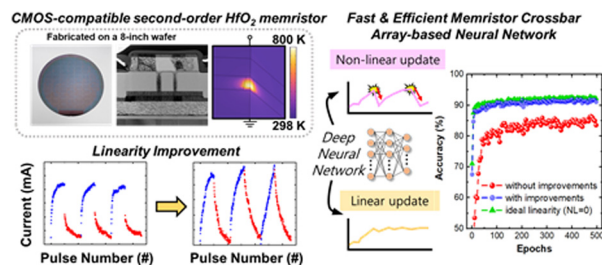 CMOS-compatible second-order HfO2 memristor
Fabricated on a 8-inch wafer
800 K
298 K
Linearity Improvement
Current (mA)
Pulse Number (#)
Pulse Number (#)
Fast & Efficient Memristor Crossbar
Array-based Neural Network
Non-linear update
Deep
Neural
Network
Linear update
Accuracy (%)
100
90
80
70
60
50
0 100 200 300 400 500
Epochs
without improvements
with improvements
ideal linearity (NL=0)